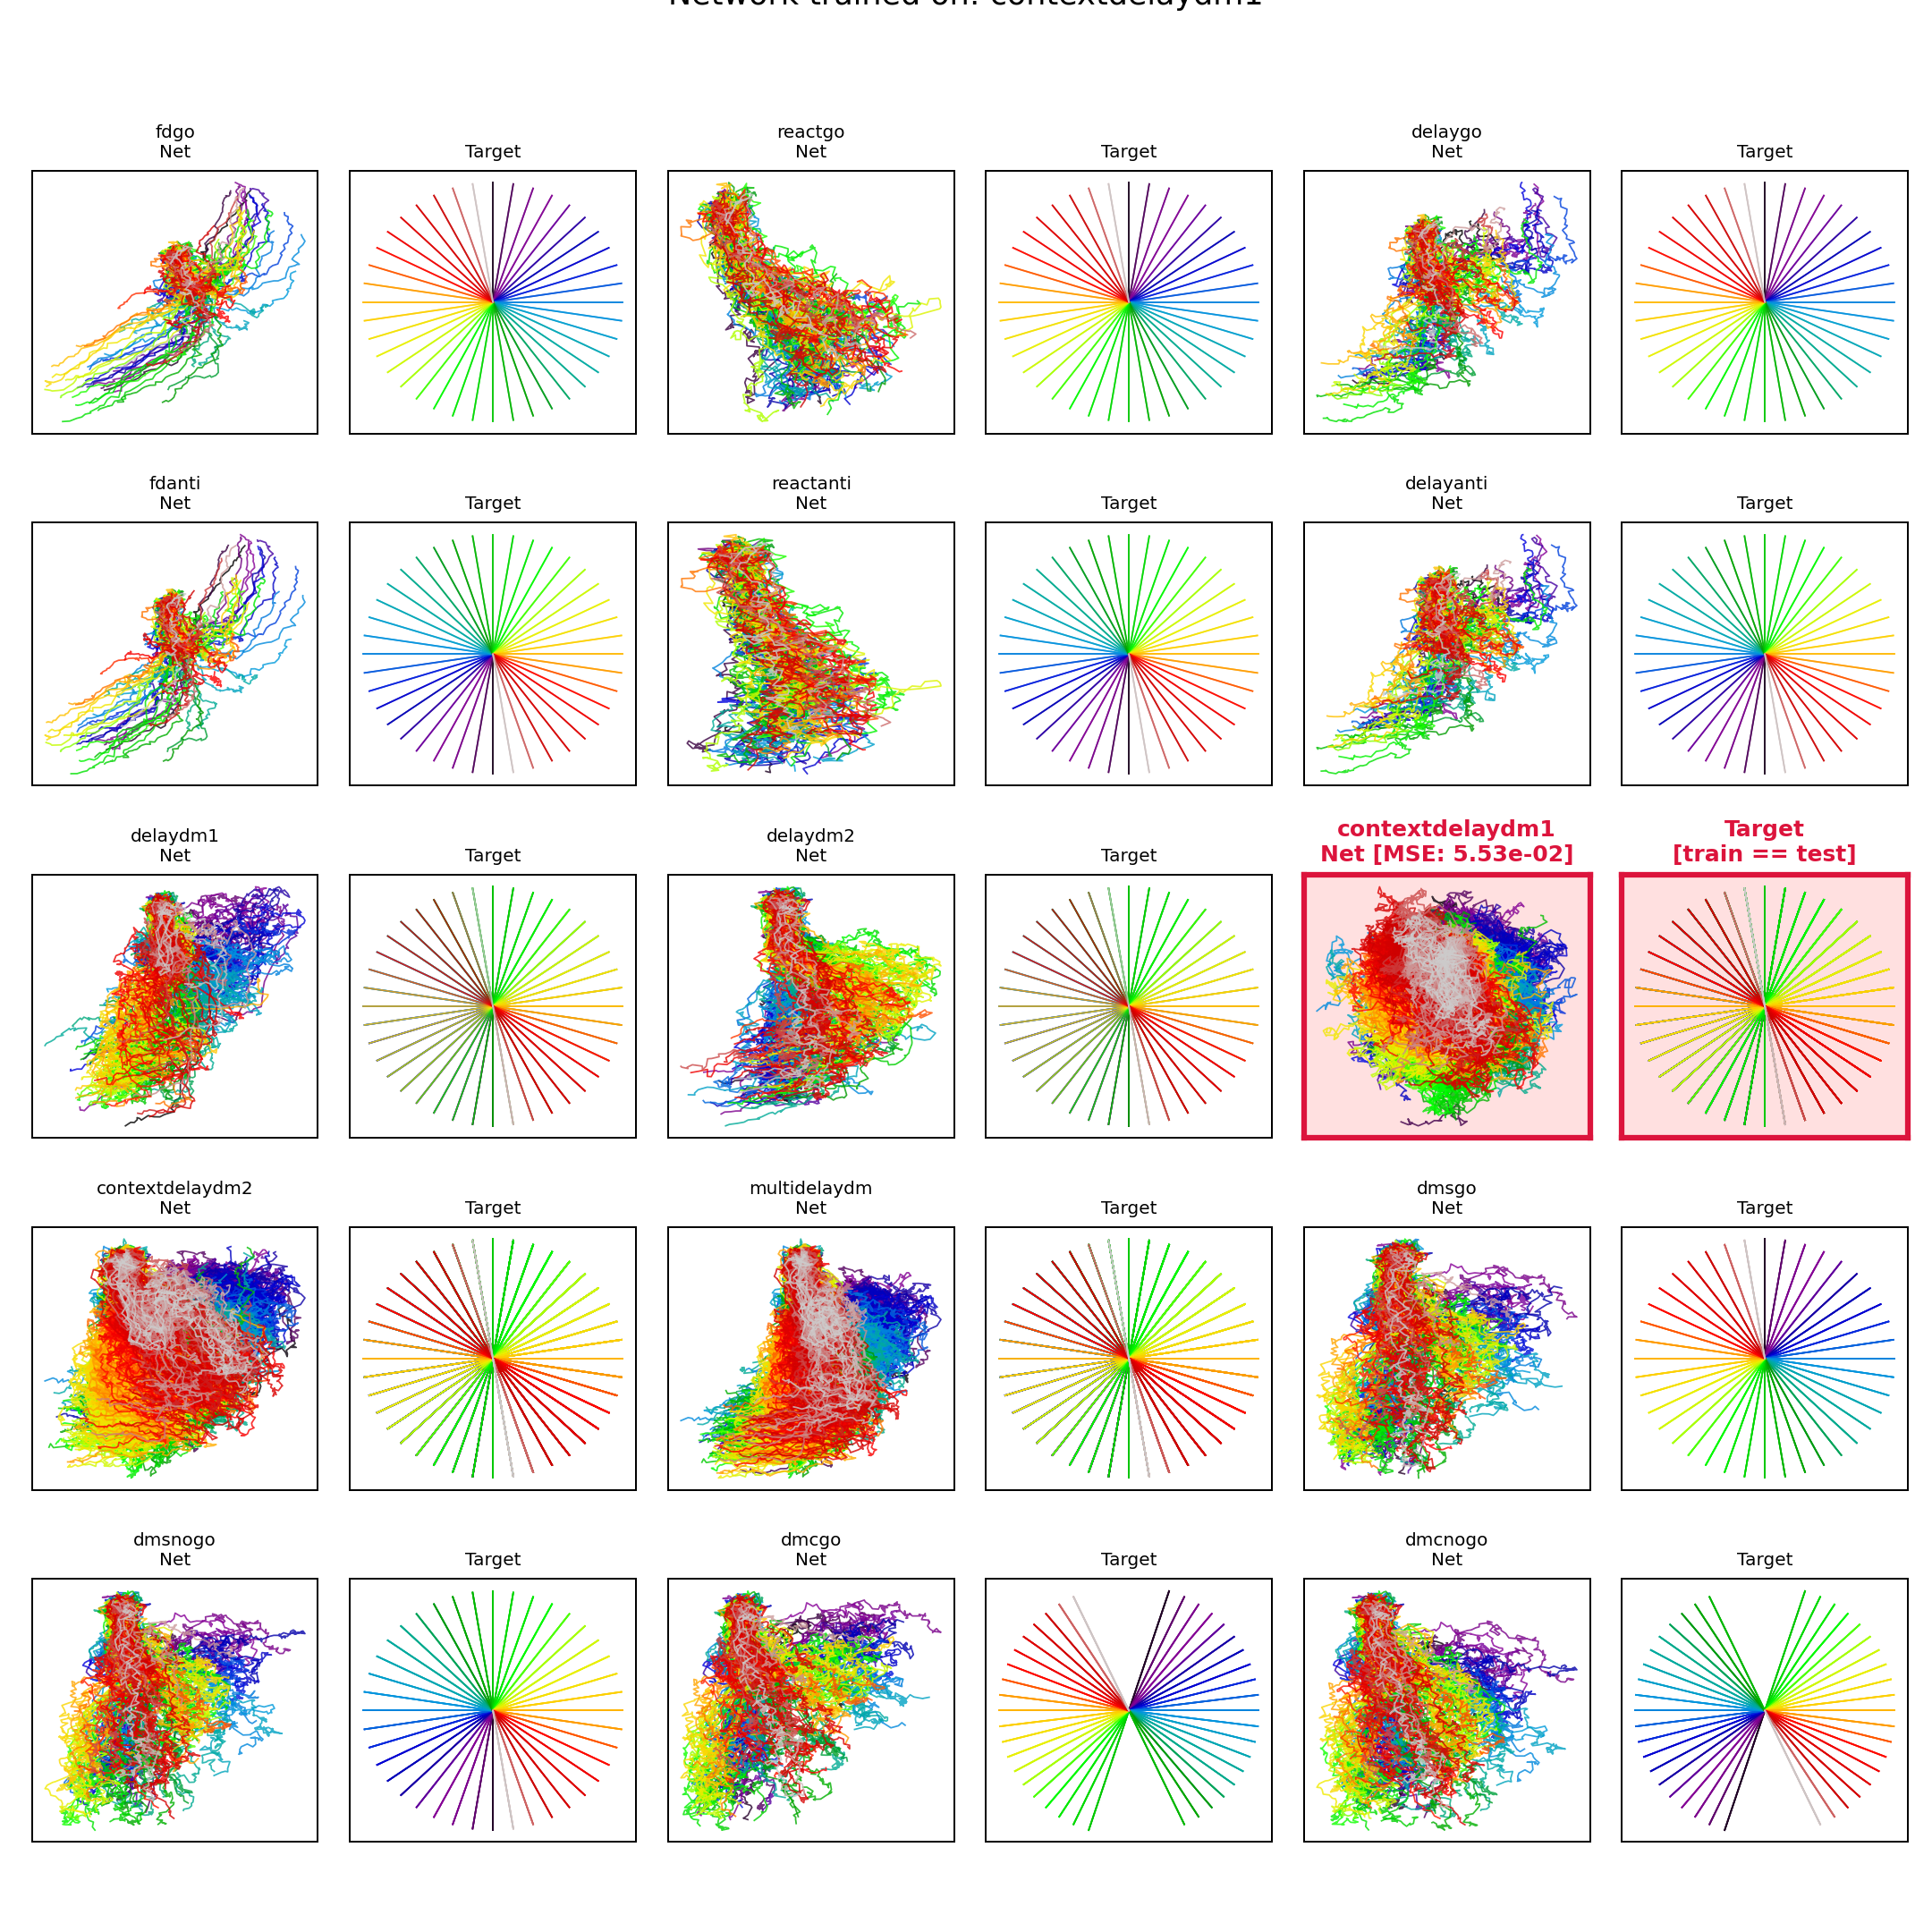 Network trained on: contextdelaydm1
fdgo
Net
Target
reactgo
Net
Target
delaygo
Net
Target
fdanti
Net
Target
reactanti
Net
Target
delayanti
Net
Target
delaydm1
Net
Target
delaydm2
Net
Target
contextdelaydm1
Net [MSE: 5.53e-02]
Target
[train == test]
contextdelaydm2
Net
Target
multidelaydm
Net
Target
dmsgo
Net
Target
dmsnogo
Net
Target
dmcgo
Net
Target
dmcnogo
Net
Target